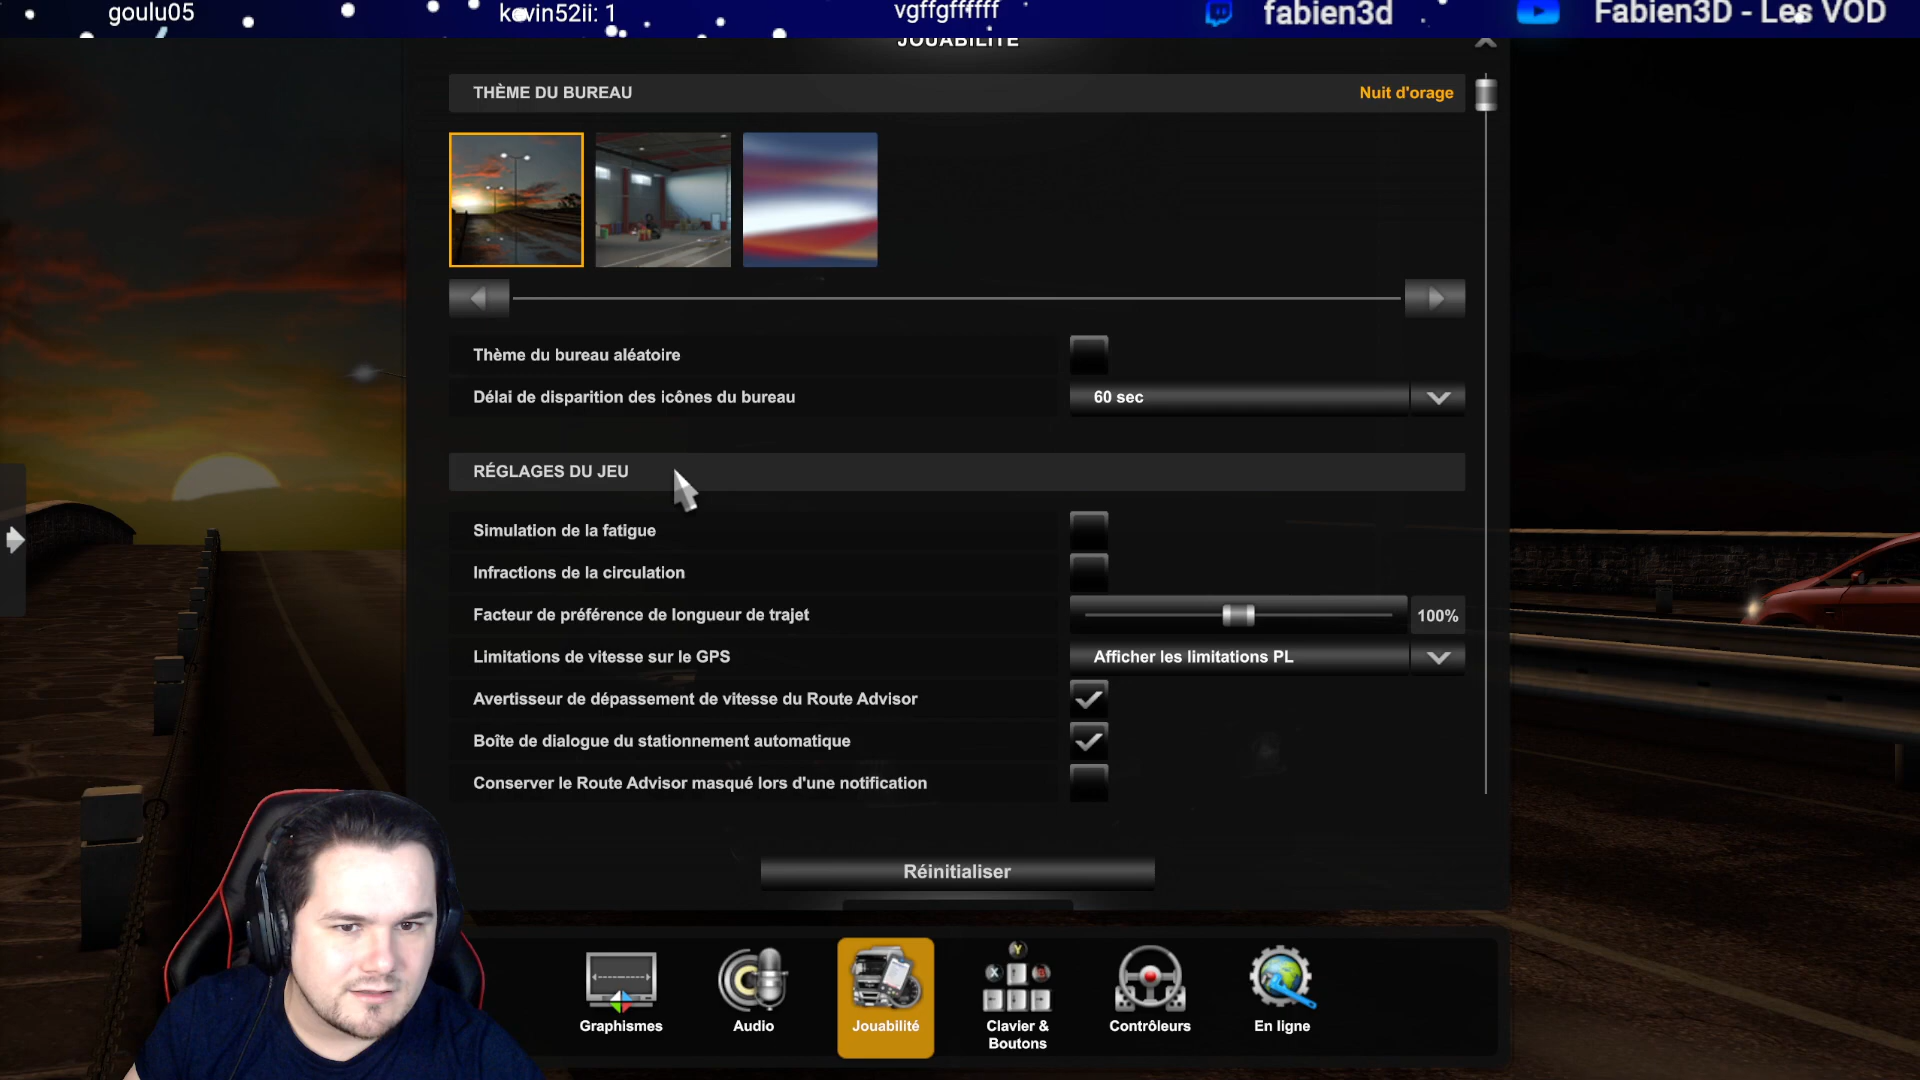 goulu05
kevin52ii: 1
vgffgffffff
fabien3d
Fabien3D - Les VOD
JOUABILITÉ
THÈME DU BUREAU
Nuit d'orage
Thème du bureau aléatoire
Délai de disparition des icônes du bureau
60 sec
RÉGLAGES DU JEU
Simulation de la fatigue
Infractions de la circulation
Facteur de préférence de longueur de trajet
100%
Limitations de vitesse sur le GPS
Afficher les limitations PL
Avertisseur de dépassement de vitesse du Route Advisor
Boîte de dialogue du stationnement automatique
Conserver le Route Advisor masqué lors d'une notification
Réinitialiser
Y
X
B
Graphismes
Audio
Jouabilité
Clavier &
Boutons
Contrôleurs
En ligne